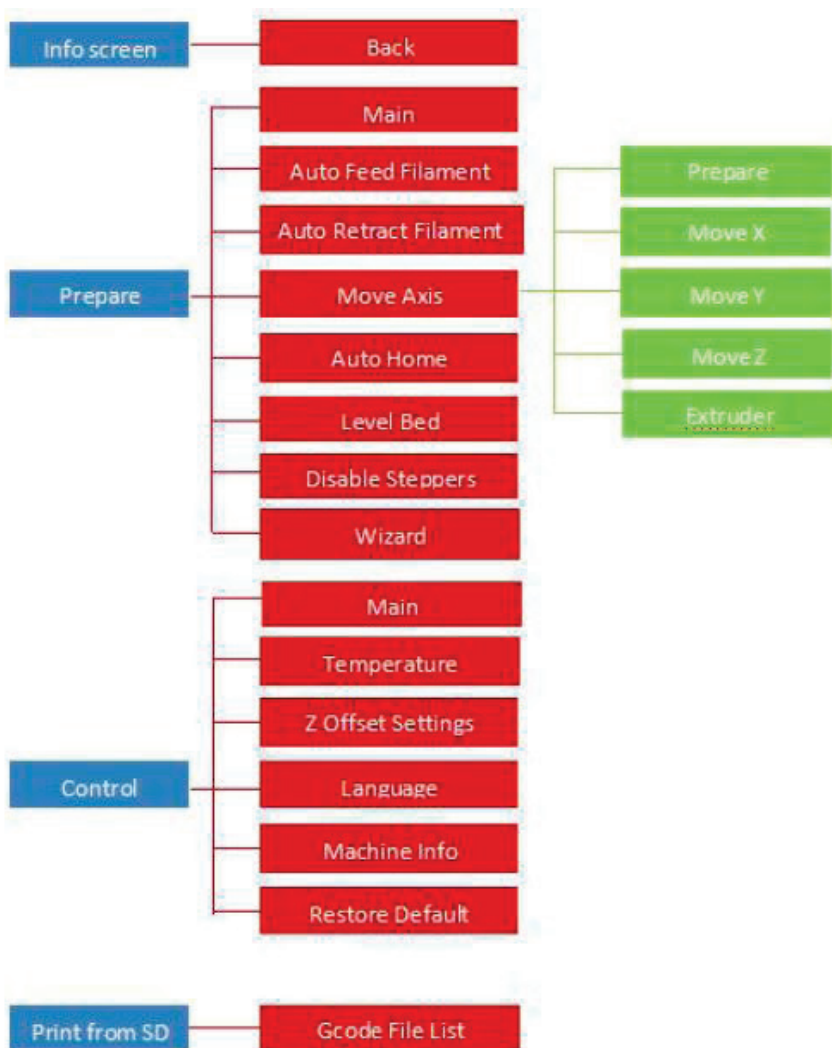 Info screen
Back
Prepare
Main
Auto Feed Filament
Auto Retract Filament
Move Axis
Prepare
Move X
Move Y
Move Z
Extruder
Auto Home
Level Bed
Disable Steppers
Wizard
Control
Main
Temperature
Z Offset Settings
Language
Machine Info
Restore Default
Print from SD
Gcode File List